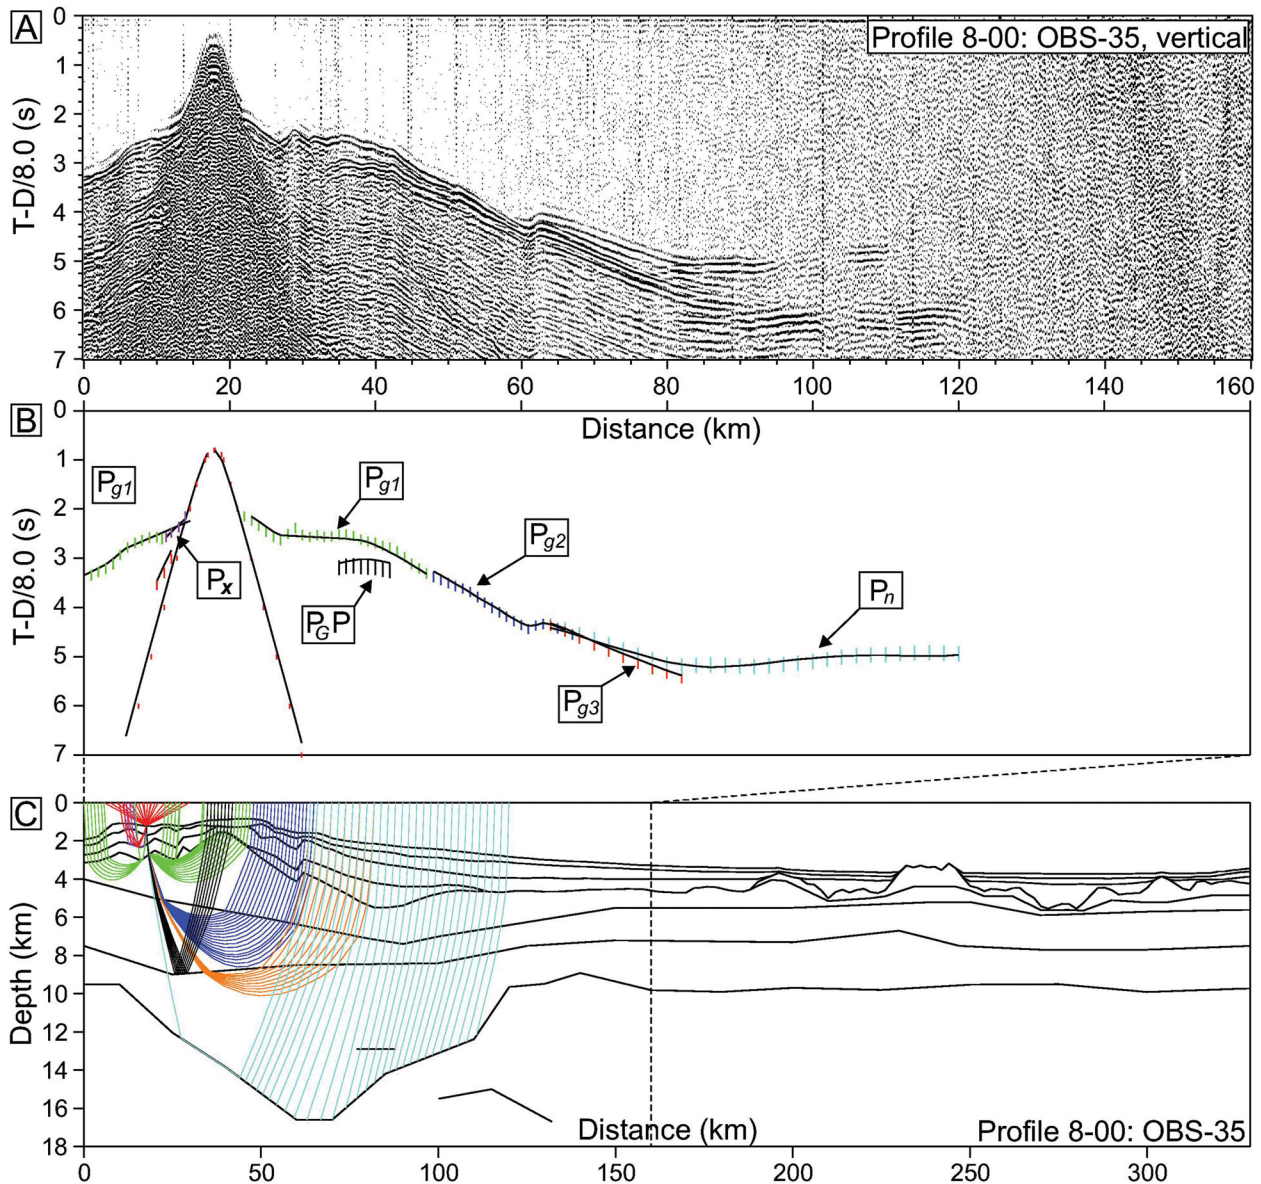 A
Profile 8-00: OBS-35, vertical
T-D/8.0 (s)
0
1
2
3
4
5
6
7
0 20 40 60 80 100 120 140 160
B
Distance (km)
T-D/8.0 (s)
0
1
2
3
4
5
6
7
Pg1
Pg1
Pg2
Px
PGP
Pn
Pg3
C
Depth (km)
0
2
4
6
8
10
12
14
16
18
Distance (km)
Profile 8-00: OBS-35
0 50 100 150 200 250 300